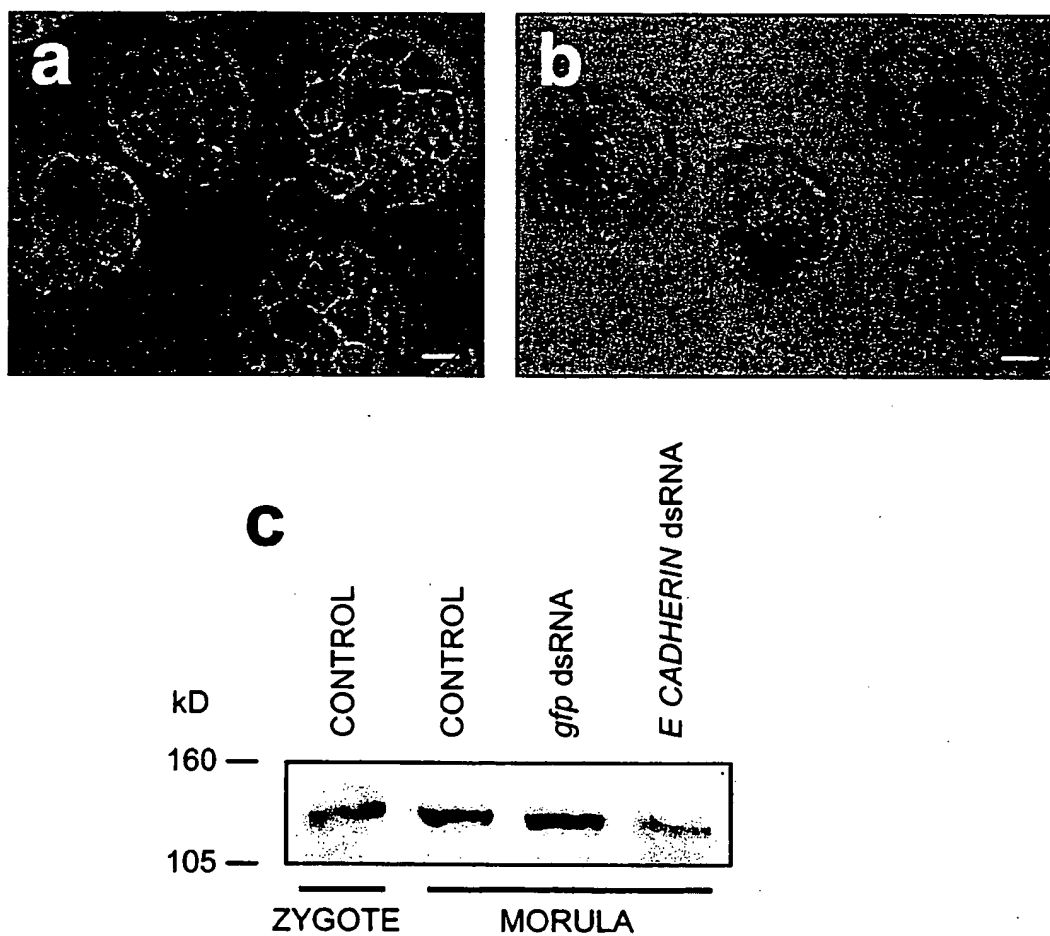 a
b
c
kD
CONTROL
CONTROL
gfp dsRNA
E CADHERIN dsRNA
160
105
ZYGOTE
MORULA